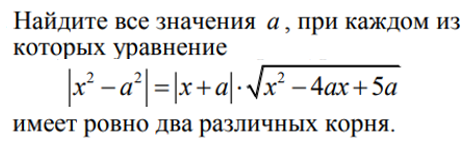 Найдите все значения a, при каждом из
которых уравнение
|x² − a²| = |x + a| · √(x² − 4ax + 5a)
имеет ровно два различных корня.